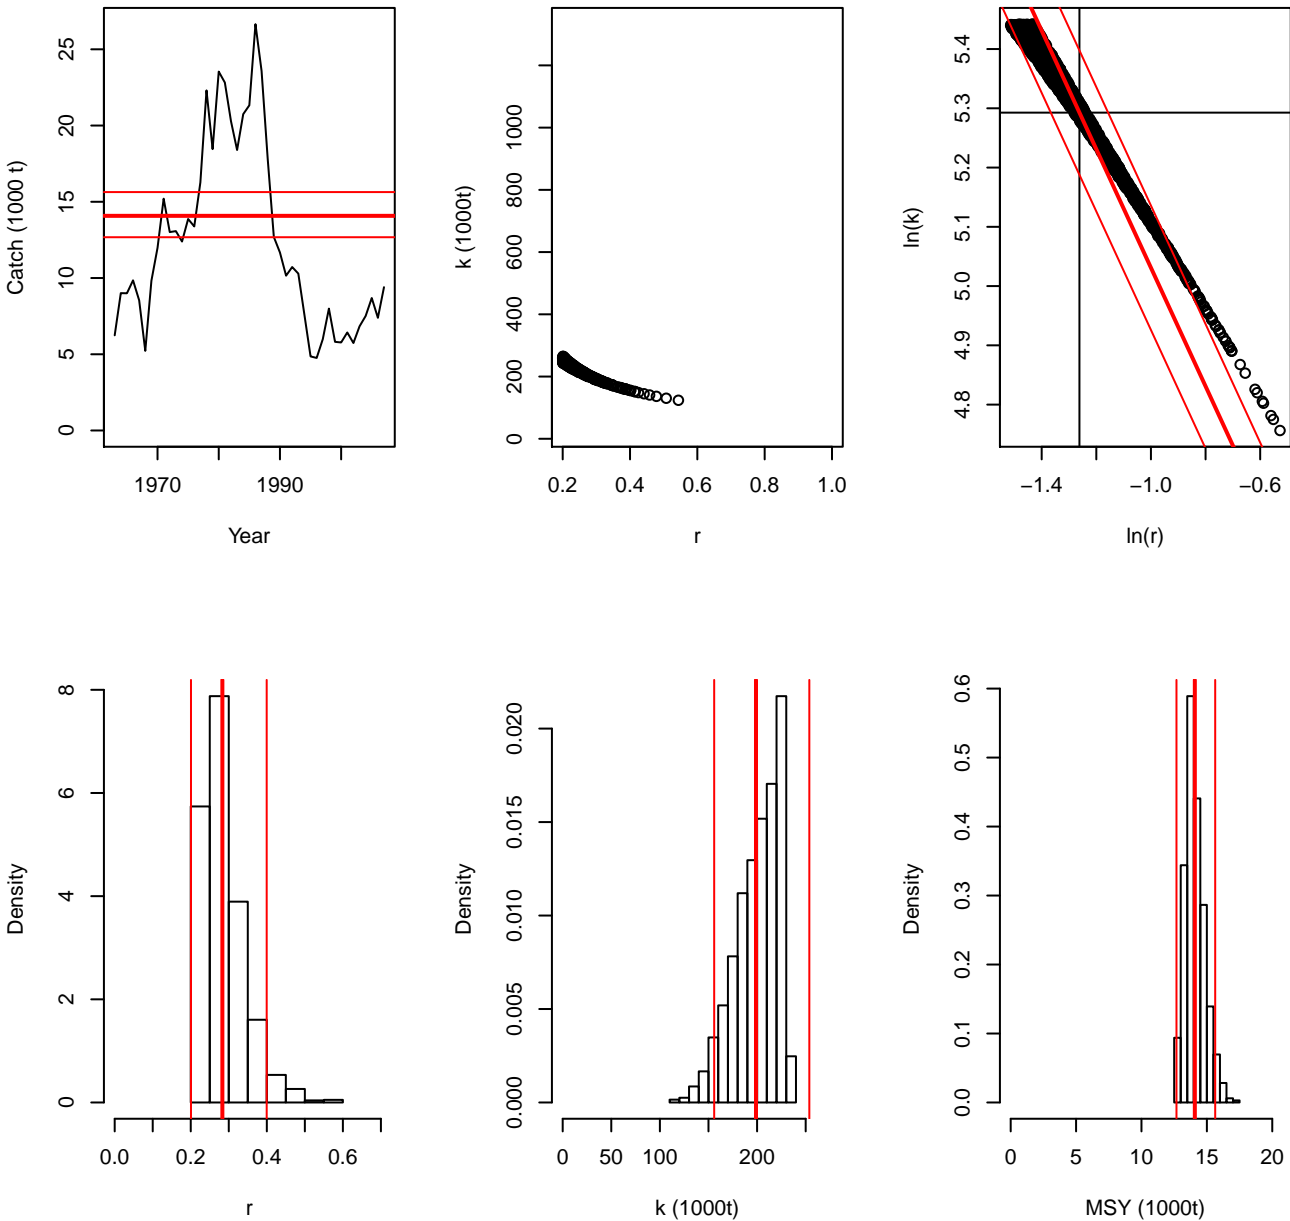 Catch (1000 t)
0 5 10 15 20 25
1970 1990
Year
k (1000t)
0 200 400 600 800 1000
0.2 0.4 0.6 0.8 1.0
r
ln(k)
4.8 4.9 5.0 5.1 5.2 5.3 5.4
−1.4 −1.0 −0.6
ln(r)
Density
0 2 4 6 8
0.0 0.2 0.4 0.6
r
Density
0.000 0.005 0.010 0.015 0.020
0 50 100 200
k (1000t)
Density
0.0 0.1 0.2 0.3 0.4 0.5 0.6
0 5 10 15 20
MSY (1000t)